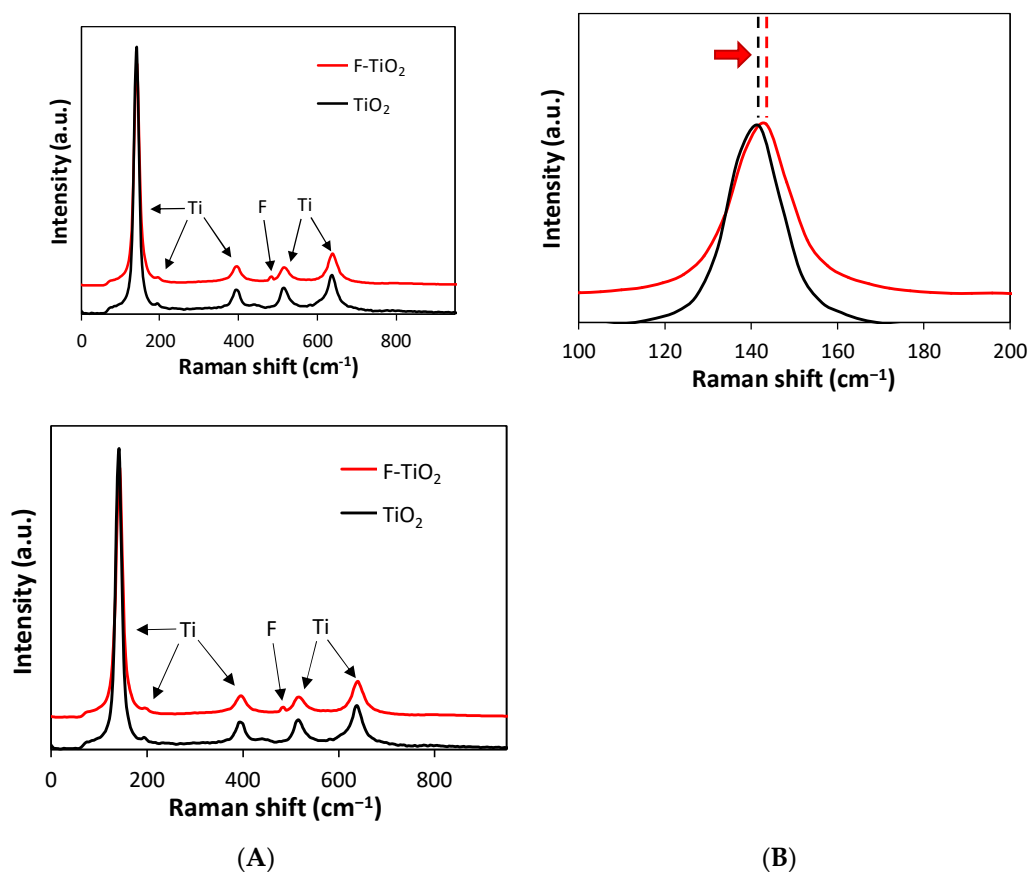 F-TiO₂
TiO₂
Ti
F
Ti
Intensity (a.u.)
0
200
400
600
800
Raman shift (cm⁻¹)
Intensity (a.u.)
100
120
140
160
180
200
Raman shift (cm⁻¹)
F-TiO₂
TiO₂
Ti
F
Ti
Intensity (a.u.)
0
200
400
600
800
Raman shift (cm⁻¹)
(A)
(B)